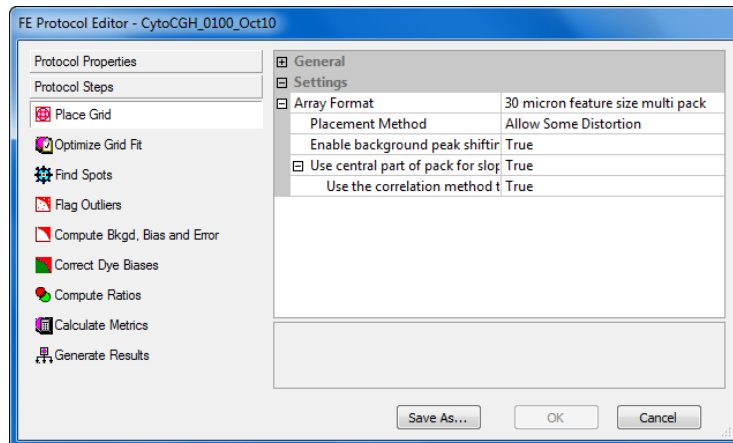 FE Protocol Editor - CytoCGH_0100_Oct10
Protocol Properties
Protocol Steps
Place Grid
Optimize Grid Fit
Find Spots
Flag Outliers
Compute Bkgd, Bias and Error
Correct Dye Biases
Compute Ratios
Calculate Metrics
Generate Results
General
Settings
Array Format 30 micron feature size multi pack
Placement Method Allow Some Distortion
Enable background peak shiftin True
Use central part of pack for slop True
Use the correlation method t True
Save As... OK Cancel